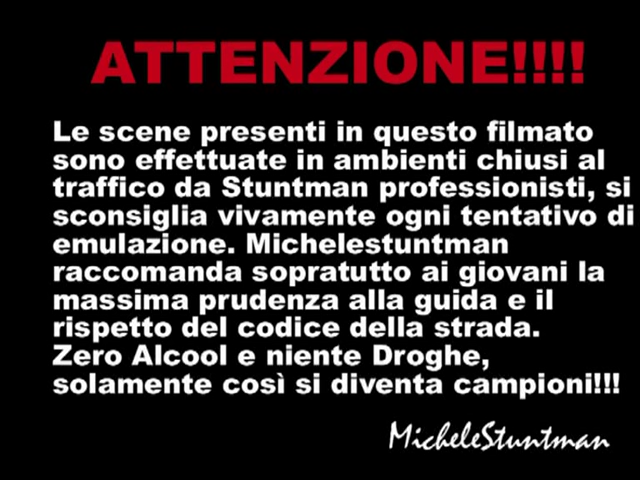 ATTENZIONE!!!!
Le scene presenti in questo filmato
sono effettuate in ambienti chiusi al
traffico da Stuntman professionisti, si
sconsiglia vivamente ogni tentativo di
emulazione. Michelestuntman
raccomanda sopratutto ai giovani la
massima prudenza alla guida e il
rispetto del codice della strada.
Zero Alcool e niente Droghe,
solamente così si diventa campioni!!!
MicheleStuntman